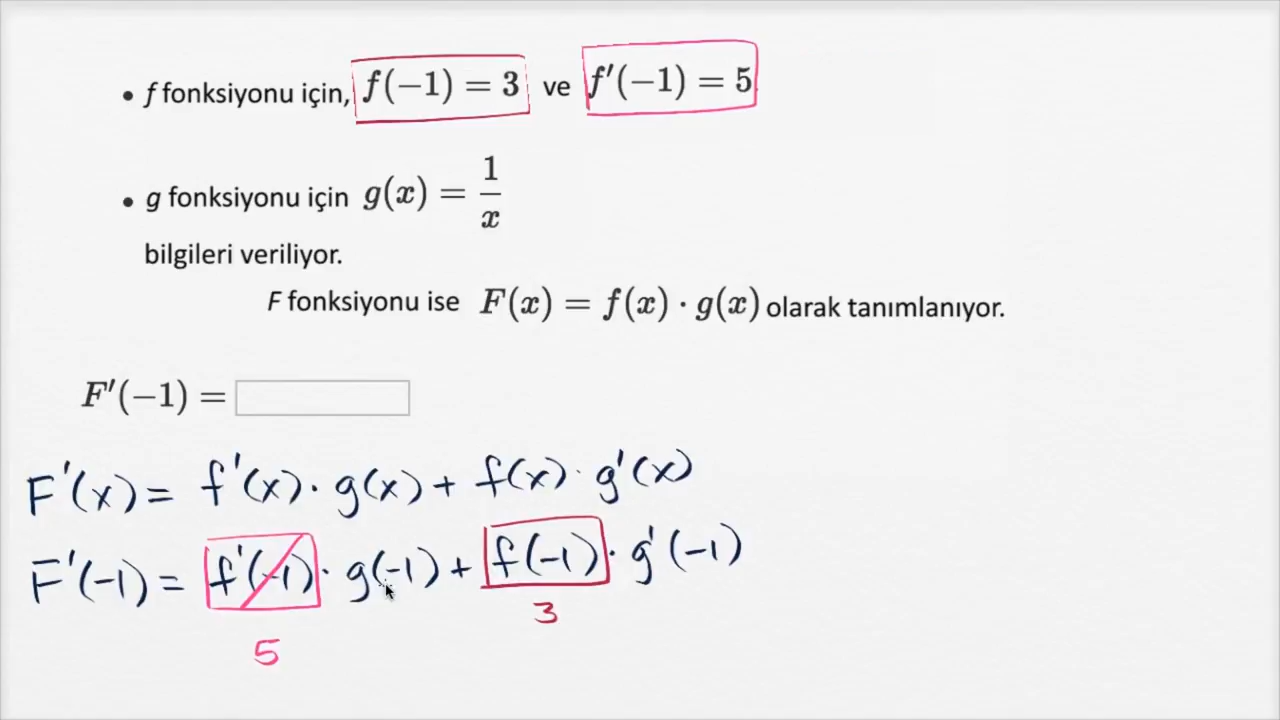 • f fonksiyonu için, f(−1) = 3 ve f′(−1) = 5
• g fonksiyonu için g(x) = 1/x
bilgileri veriliyor.
F fonksiyonu ise F(x) = f(x) · g(x) olarak tanımlanıyor.
F′(−1) =
F'(x) = f'(x) · g(x) + f(x) · g'(x)
F'(-1) = f'(-1) · g(-1) + f(-1) · g'(-1)
3
5